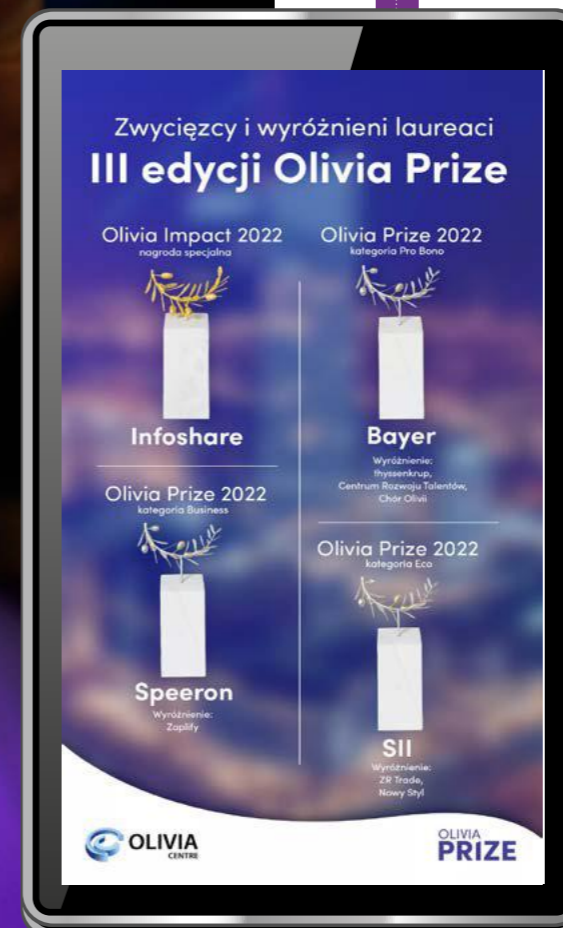 Zwycięzcy i wyróżnieni laureaci
III edycji Olivia Prize
Olivia Impact 2022
nagroda specjalna
Infoshare
Olivia Prize 2022
kategoria Pro Bono
Bayer
Wyróżnienie:
thyssenkrup,
Centrum Rozwoju Talentów,
Chór Olivii
Olivia Prize 2022
kategoria Business
Speeron
Wyróżnienie:
Zaplify
Olivia Prize 2022
kategoria Eco
SII
Wyróżnienie:
ZR Trade,
Nowy Styl
OLIVIA
CENTRE
OLIVIA
PRIZE